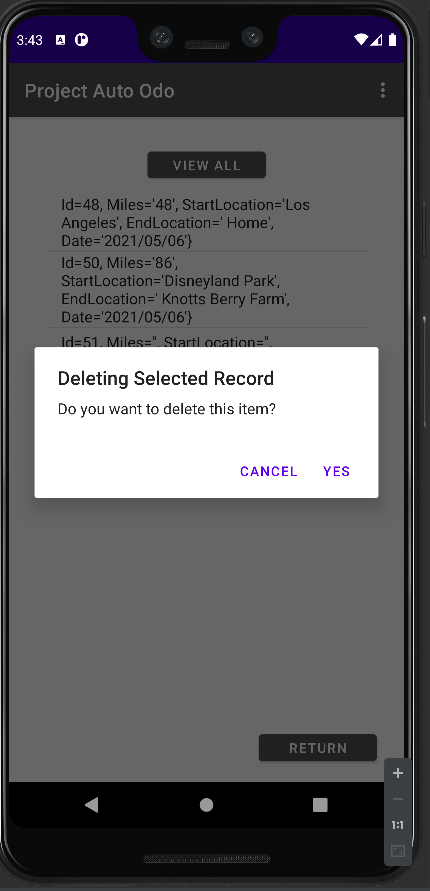 3:43
Project Auto Odo
VIEW ALL
Id=48, Miles='48', StartLocation='Los
Angeles', EndLocation=' Home',
Date='2021/05/06'}
Id=50, Miles='86',
StartLocation='Disneyland Park',
EndLocation=' Knotts Berry Farm',
Date='2021/05/06'}
Id=51, Miles='', StartLocation='',
Deleting Selected Record
Do you want to delete this item?
CANCEL YES
RETURN
1:1